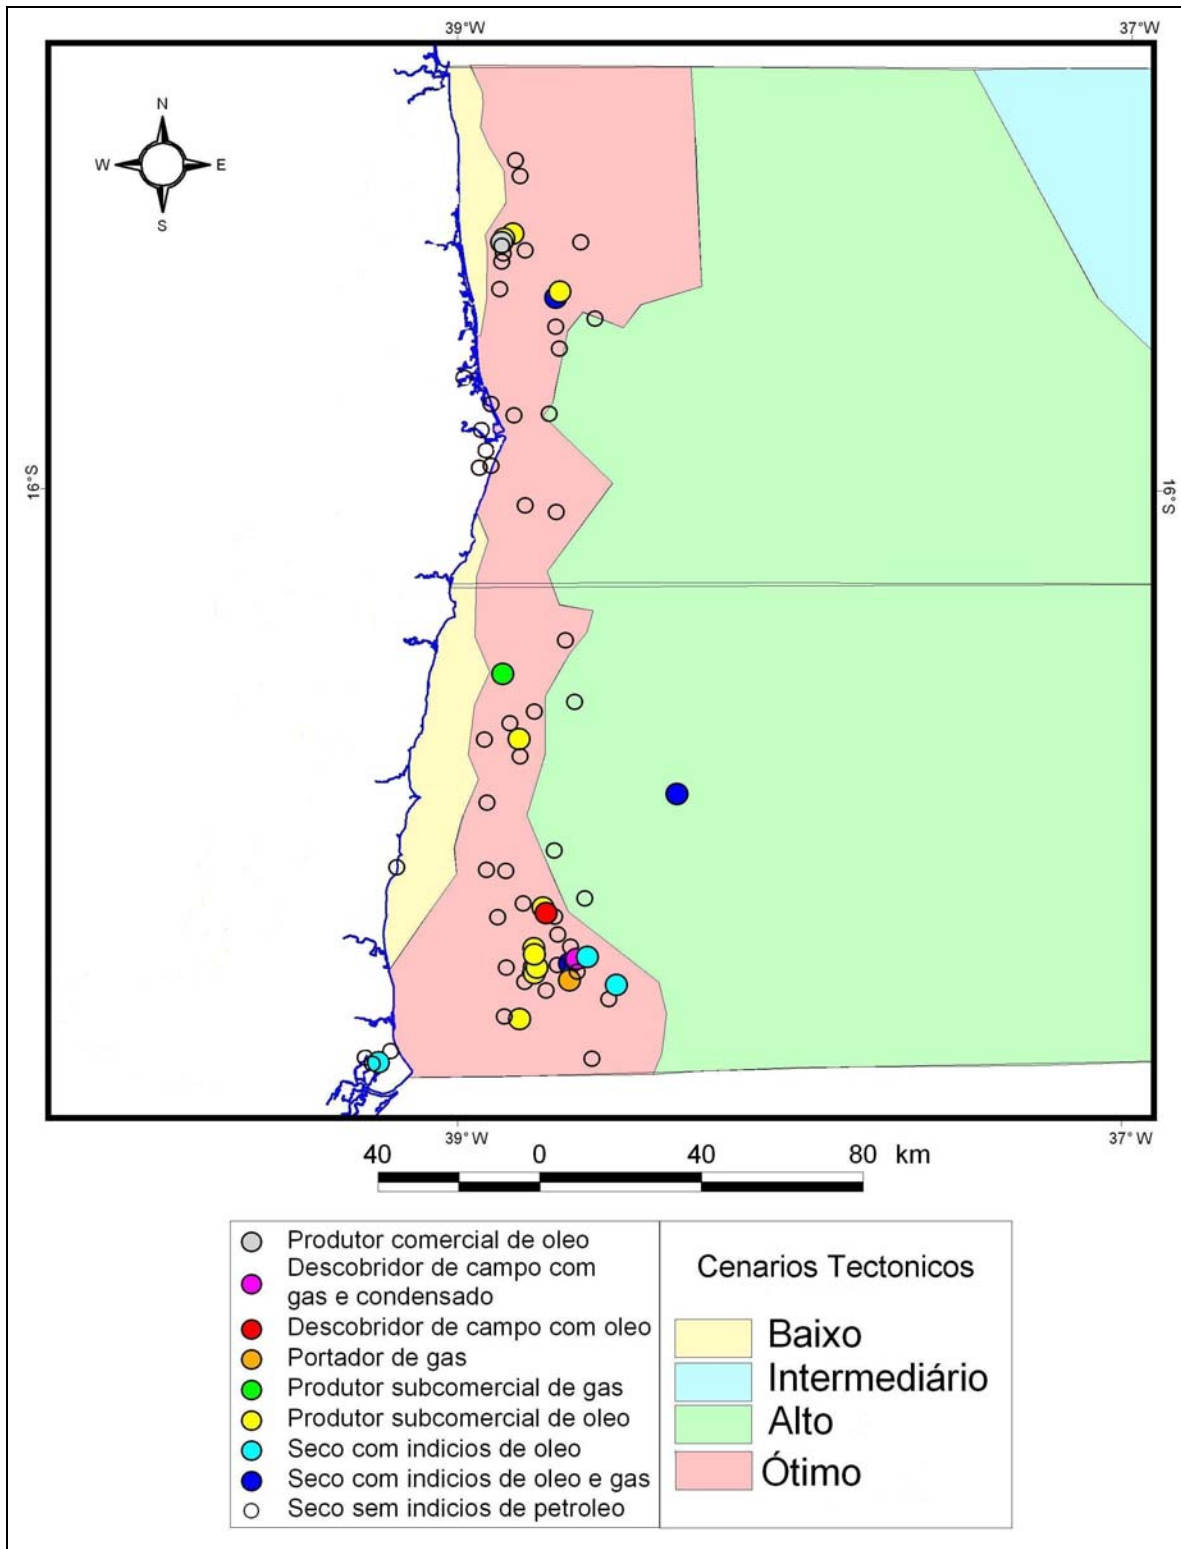 39°W 37°W
N
W E
S
16°S 16°S
39°W 37°W
40 0 40 80 km
Produtor comercial de oleo
Descobridor de campo com
gas e condensado
Descobridor de campo com oleo
Portador de gas
Produtor subcomercial de gas
Produtor subcomercial de oleo
Seco com indicios de oleo
Seco com indicios de oleo e gas
Seco sem indicios de petroleo
Cenarios Tectonicos
Baixo
Intermediário
Alto
Ótimo